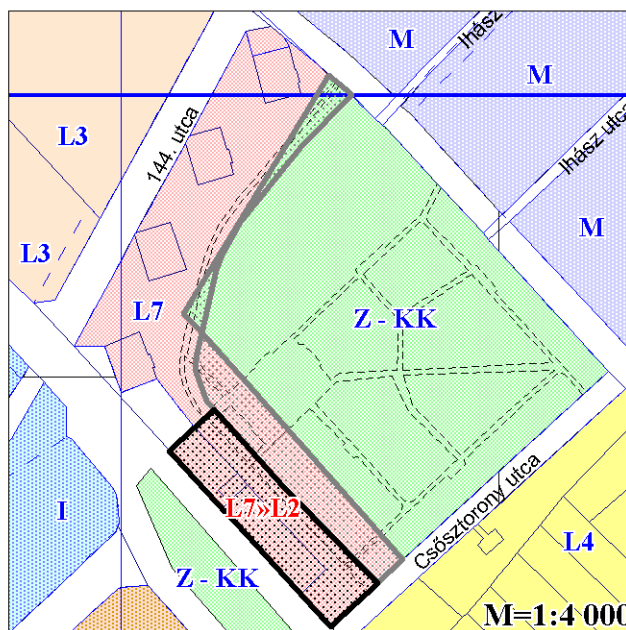 M
Ihász
M
L3
144. utca
Ihász utca
L3
M
L7
Z - KK
Csősztorony utca
L7»L2
I
L4
Z - KK
M=1:4 000